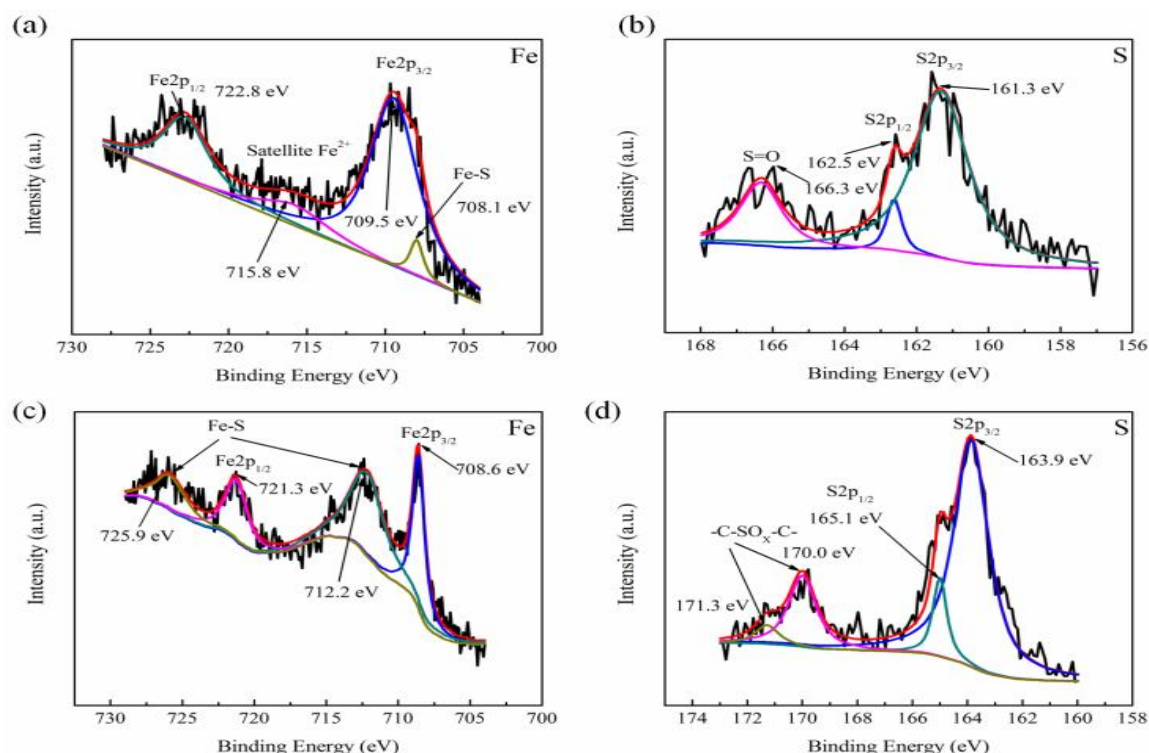 (a)
Fe
Fe2p3/2
Fe2p1/2 722.8 eV
Satellite Fe2+
Fe-S
708.1 eV
709.5 eV
715.8 eV
Intensity (a.u.)
730 725 720 715 710 705 700
Binding Energy (eV)
(b)
S
S2p3/2
161.3 eV
S2p1/2
162.5 eV
S=O
166.3 eV
Intensity (a.u.)
168 166 164 162 160 158 156
Binding Energy (eV)
(c)
Fe
Fe-S
Fe2p3/2
708.6 eV
Fe2p1/2
721.3 eV
725.9 eV
712.2 eV
Intensity (a.u.)
730 725 720 715 710 705 700
Binding Energy (eV)
(d)
S
S2p3/2
163.9 eV
S2p1/2
165.1 eV
-C-SOx-C-
170.0 eV
171.3 eV
Intensity (a.u.)
174 172 170 168 166 164 162 160 158
Binding Energy (eV)